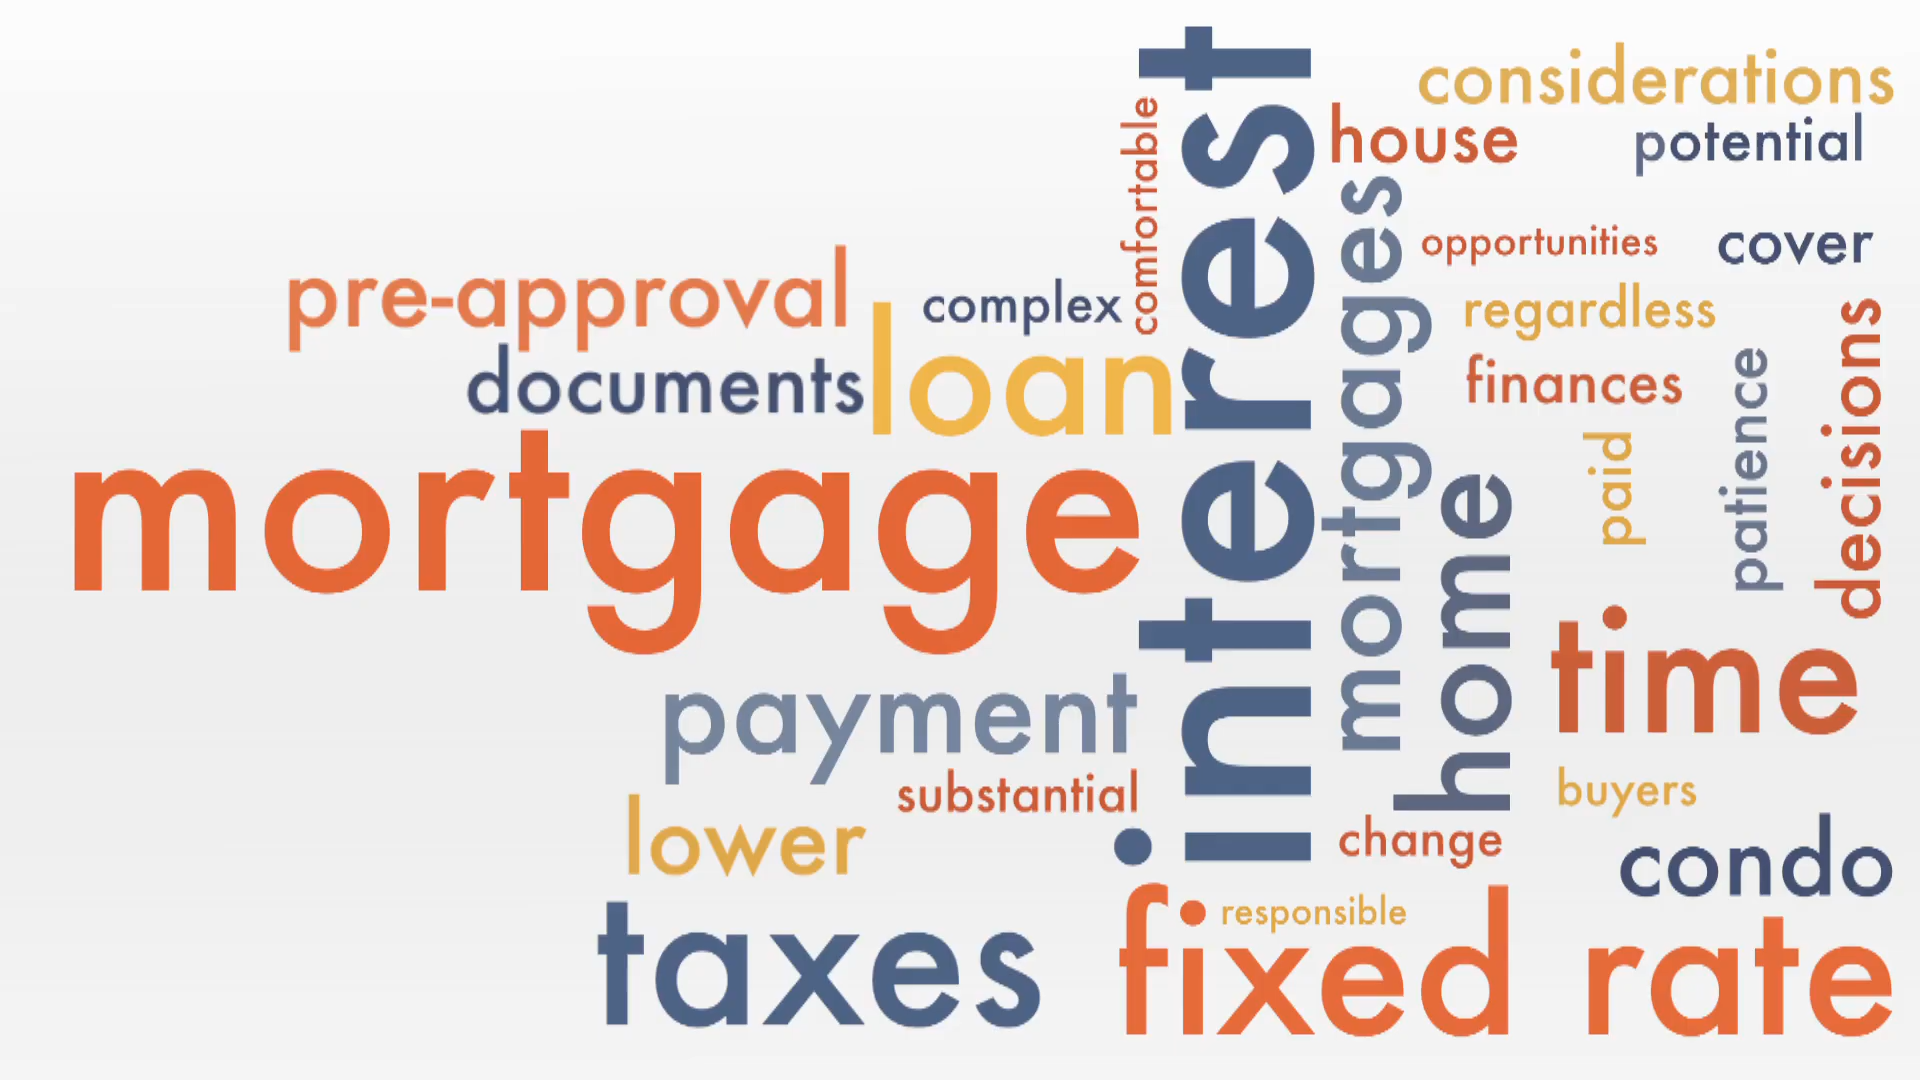 considerations
house
potential
comfortable
interest
mortgages
opportunities
cover
pre-approval
complex
regardless
documents
loan
finances
decisions
patience
paid
mortgage
home
time
payment
substantial
buyers
lower
change
condo
responsible
taxes
fixed rate